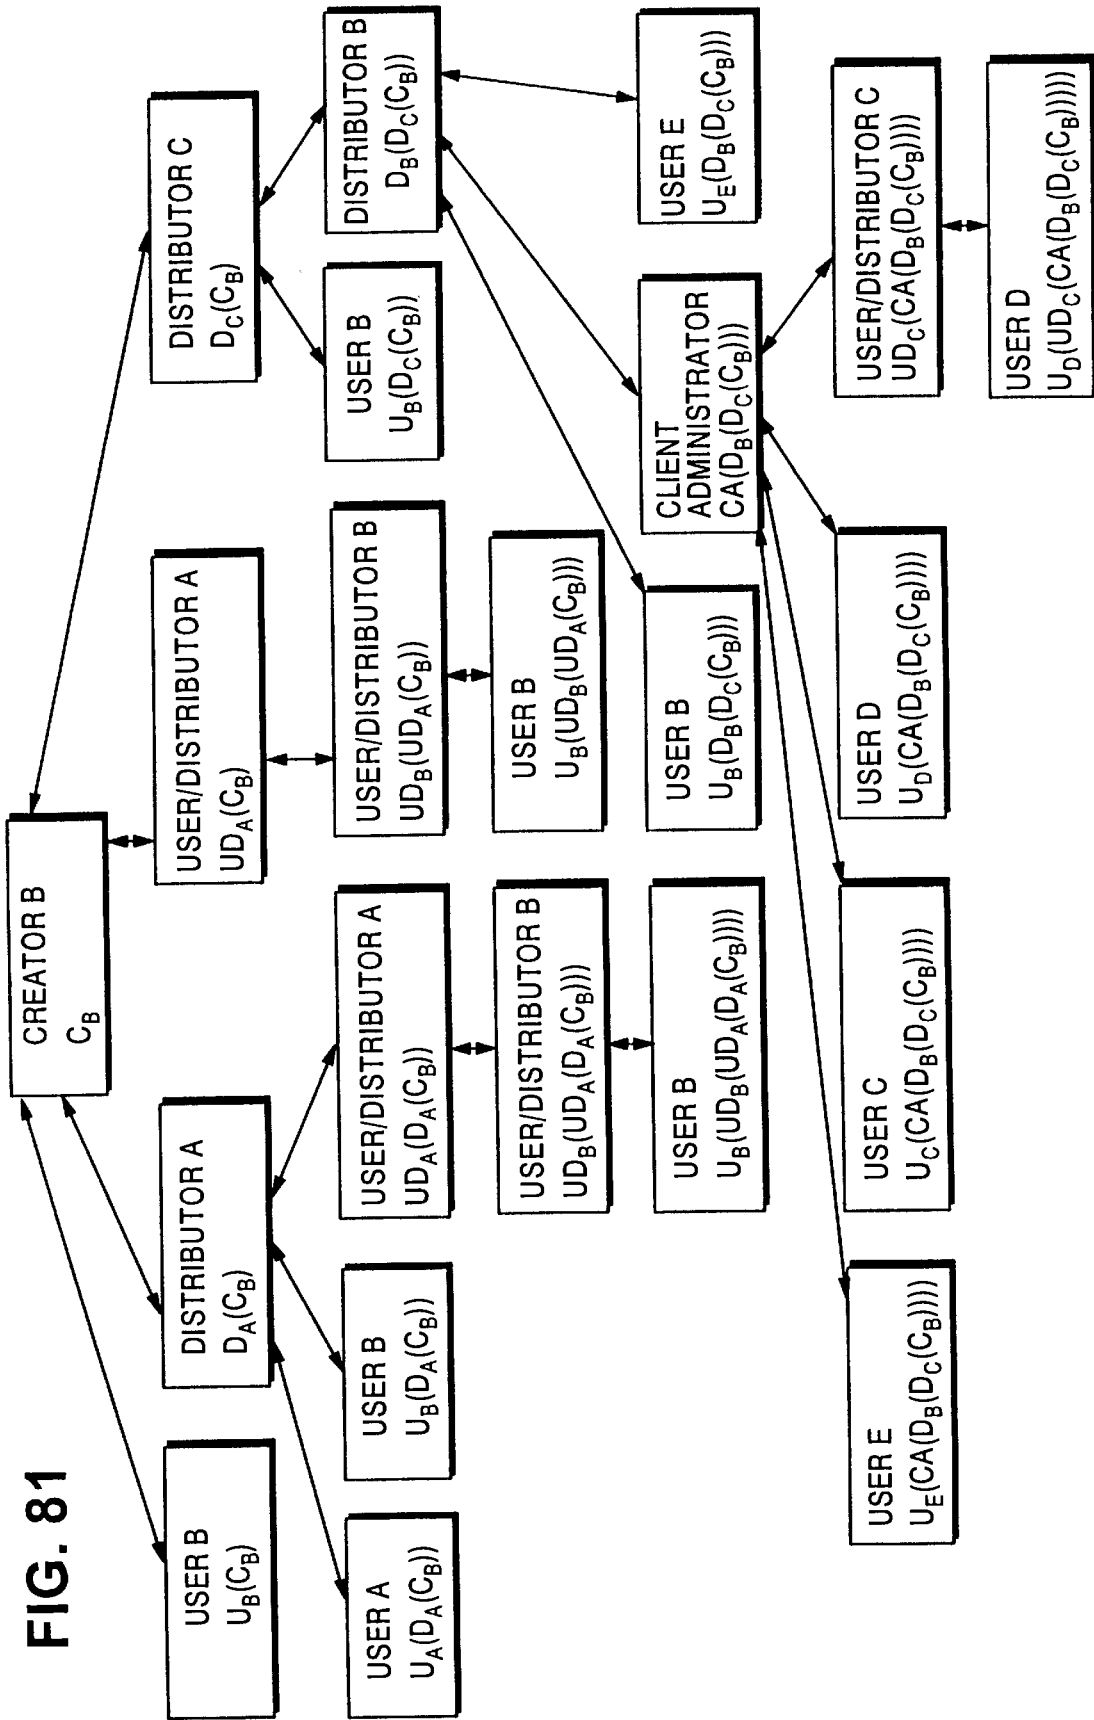 FIG. 81
CREATOR B
C_B
USER B
U_B(C_B)
DISTRIBUTOR A
D_A(C_B)
USER/DISTRIBUTOR A
UD_A(C_B)
DISTRIBUTOR C
D_C(C_B)
USER A
U_A(D_A(C_B))
USER B
U_B(D_A(C_B))
USER/DISTRIBUTOR A
UD_A(D_A(C_B))
USER/DISTRIBUTOR B
UD_B(UD_A(C_B))
USER B
U_B(D_C(C_B))
DISTRIBUTOR B
D_B(D_C(C_B))
USER/DISTRIBUTOR B
UD_B(UD_A(D_A(C_B)))
USER B
U_B(UD_B(UD_A(C_B)))
USER B
U_B(UD_B(UD_A(D_A(C_B))))
USER B
U_B(D_B(D_C(C_B)))
CLIENT
ADMINISTRATOR
CA(D_B(D_C(C_B)))
USER E
U_E(D_B(D_C(C_B)))
USER E
U_E(CA(D_B(D_C(C_B))))
USER C
U_C(CA(D_B(D_C(C_B))))
USER D
U_D(CA(D_B(D_C(C_B))))
USER/DISTRIBUTOR C
UD_C(CA(D_B(D_C(C_B))))
USER D
U_D(UD_C(CA(D_B(D_C(C_B)))))